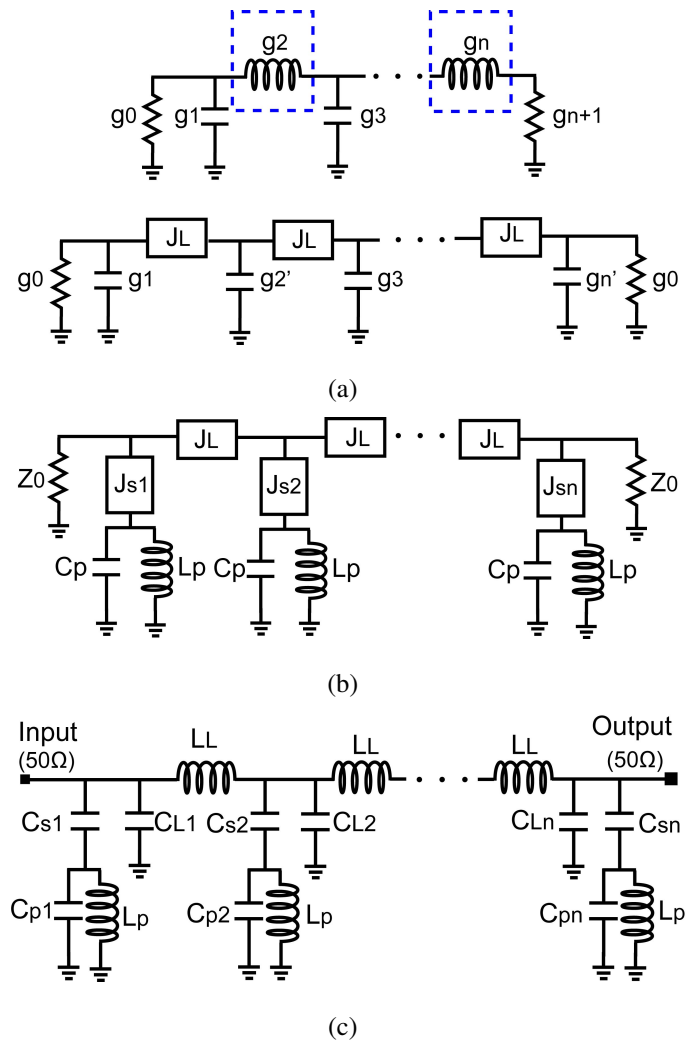 g2 gn
g0 g1 g3 gn+1
JL JL JL
g0 g1 g2' g3 gn' g0
(a)
JL JL JL
Z0 Js1 Js2 Jsn Z0
Cp Lp Cp Lp Cp Lp
(b)
Input Output
(50Ω) LL LL LL (50Ω)
Cs1 CL1 Cs2 CL2 CLn Csn
Cp1 Lp Cp2 Lp Cpn Lp
(c)